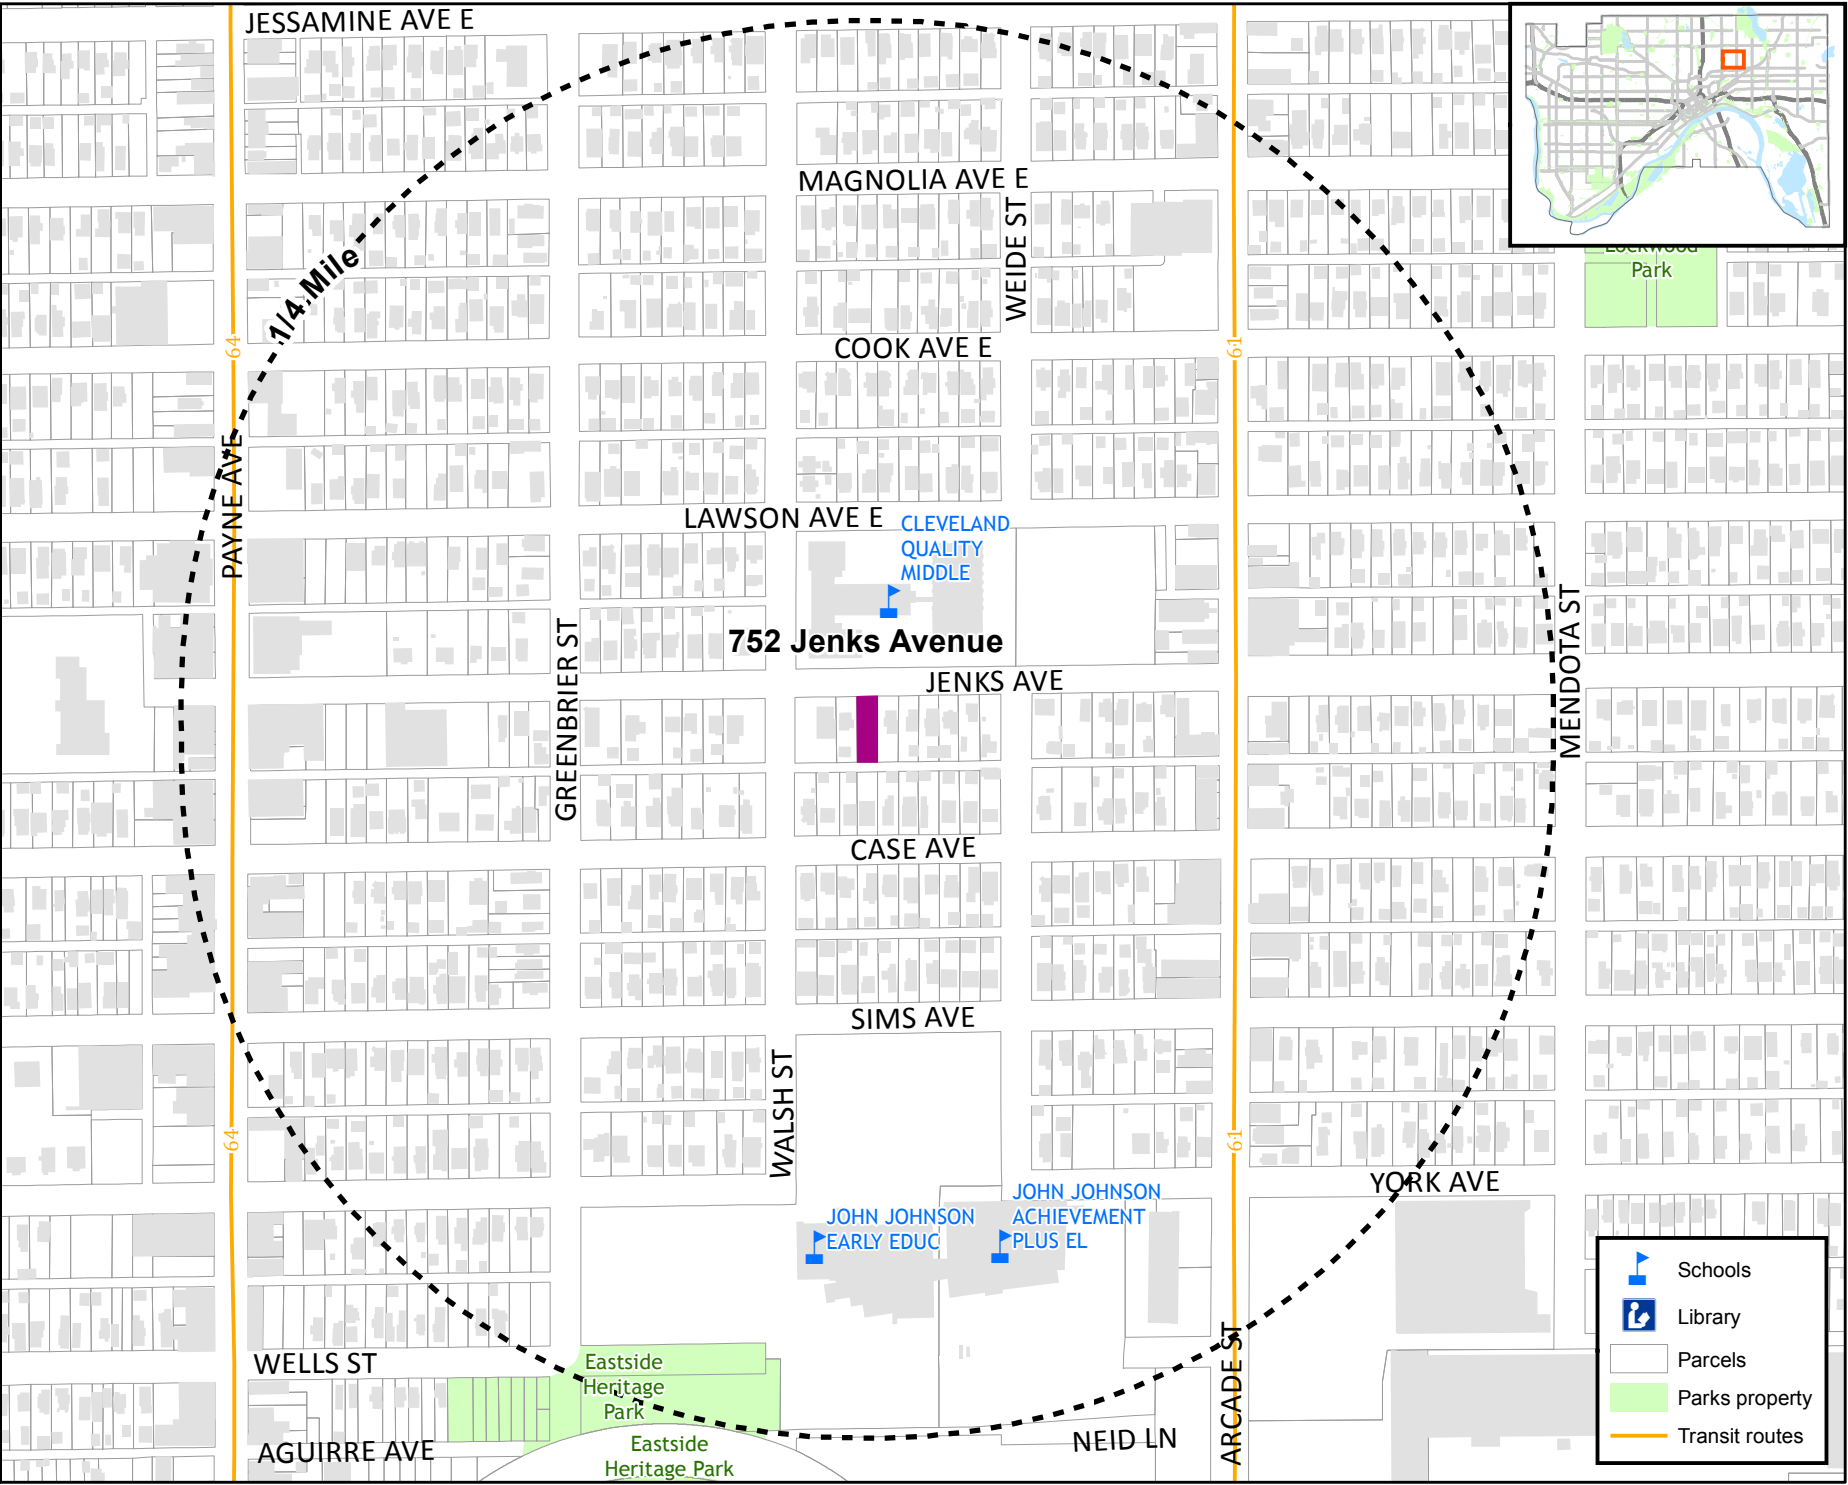 JESSAMINE AVE E
MAGNOLIA AVE E
WEIDE ST
1/4 Mile
Lockwood
Park
64
61
COOK AVE E
PAYNE AVE
LAWSON AVE E
CLEVELAND
QUALITY
MIDDLE
752 Jenks Avenue
GREENBRIER ST
MENDOTA ST
JENKS AVE
CASE AVE
SIMS AVE
WALSH ST
64
61
YORK AVE
JOHN JOHNSON
EARLY EDUC
JOHN JOHNSON
ACHIEVEMENT
PLUS EL
WELLS ST
Eastside
Heritage
Park
ARCADE ST
AGUIRRE AVE
Eastside
Heritage Park
NEID LN
Schools
Library
Parcels
Parks property
Transit routes